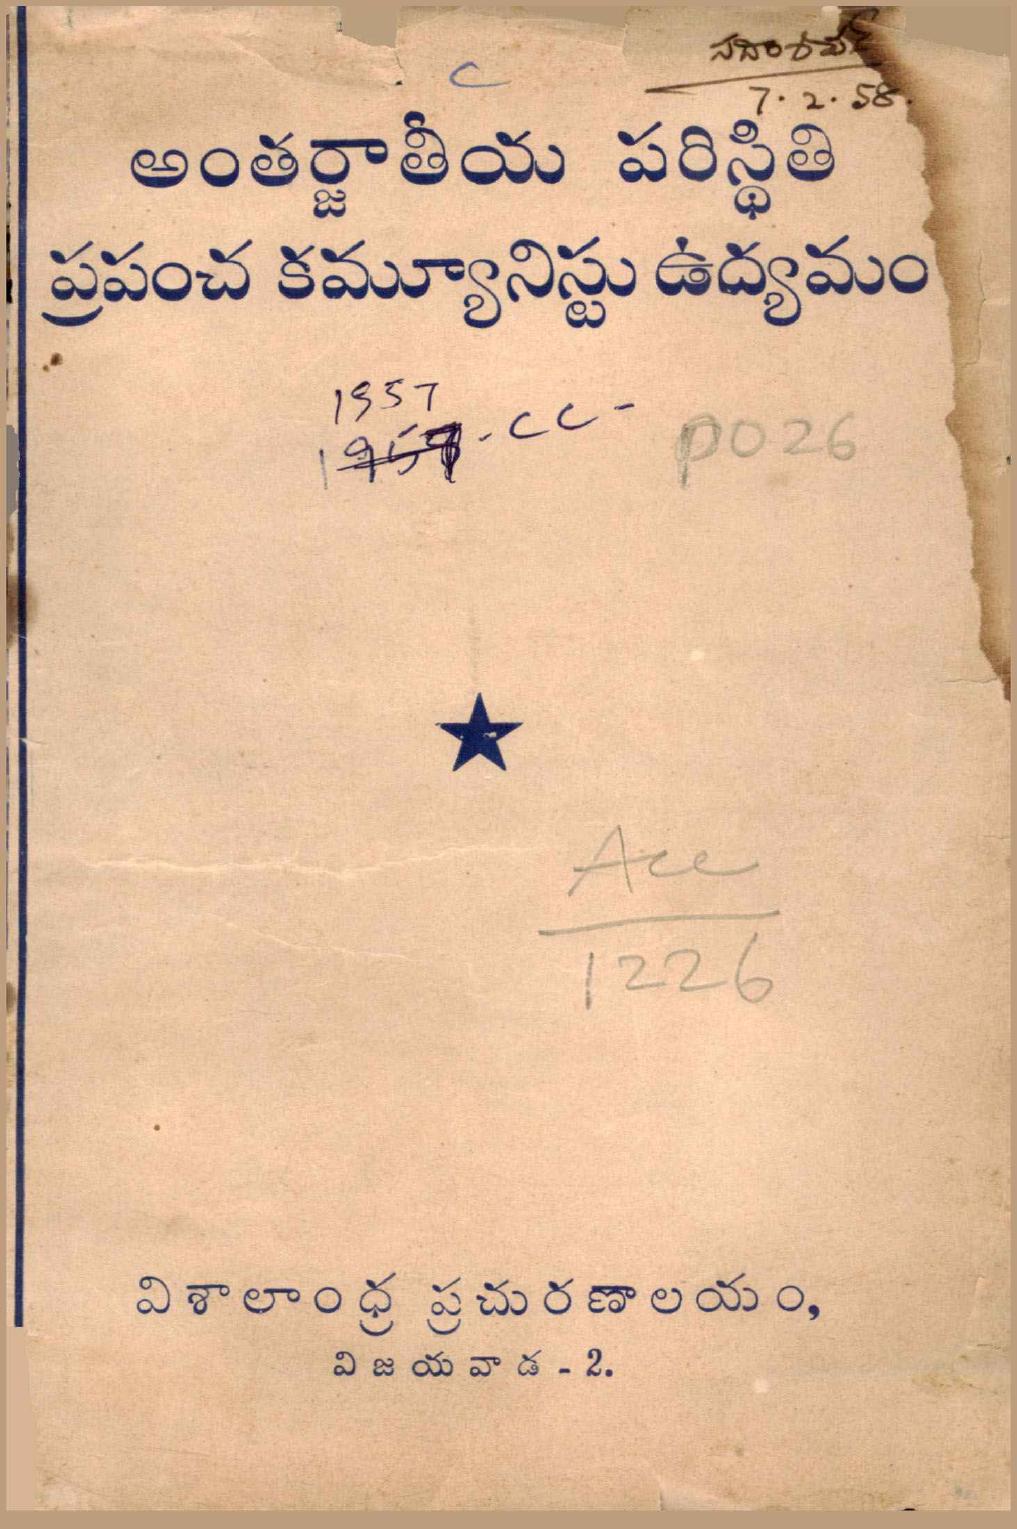 C
7.2.58.
అంతర్జాతీయ పరిస్థితి
ప్రపంచ కమ్యూనిస్టు ఉద్యమం
1957
- CC -
P026
Acc
1226
విశాలాంధ్ర ప్రచురణాలయం,
విజయవాడ - 2.